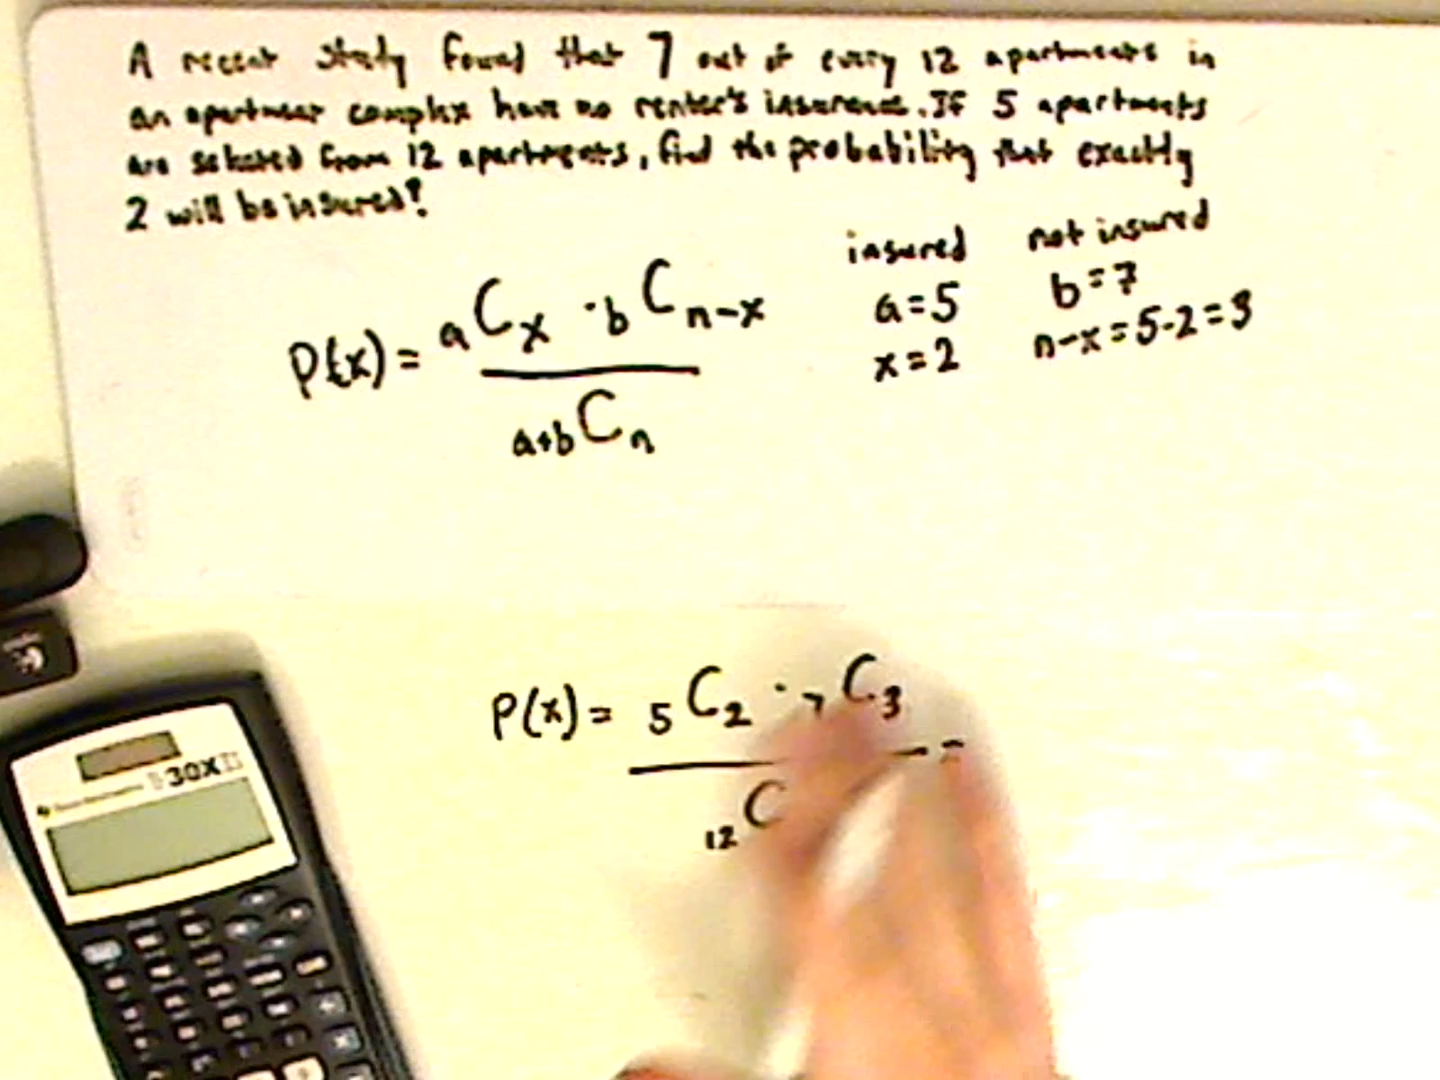 A recent study found that 7 out of every 12 apartments in
an apartment complex have no renter's insurance. If 5 apartments
are selected from 12 apartments, find the probability that exactly
2 will be insured?
insured not insured
a=5 b=7
x=2 n-x=5-2=3
P(x)= aCx · bCn-x
a+bCn
P(x)= 5C2 · 7C3
12C
30X